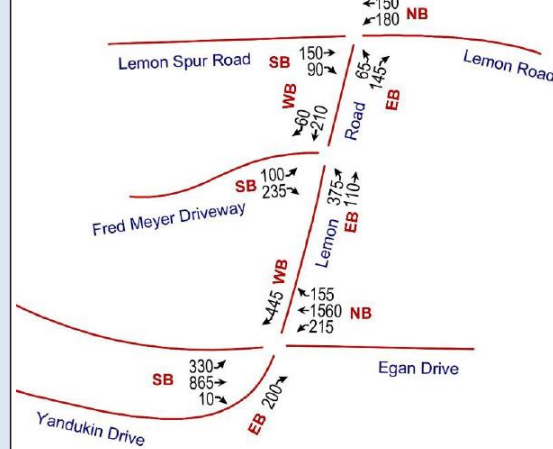 150
180 NB
Lemon Spur Road
SB 150
90
65
145
EB
Lemon Road
WB
60
210
Road
SB 100
235
Fred Meyer Driveway
375
110
EB
Lemon
WB
445
155
1560 NB
215
330
SB 865
10
Egan Drive
EB 200
Yandukin Drive